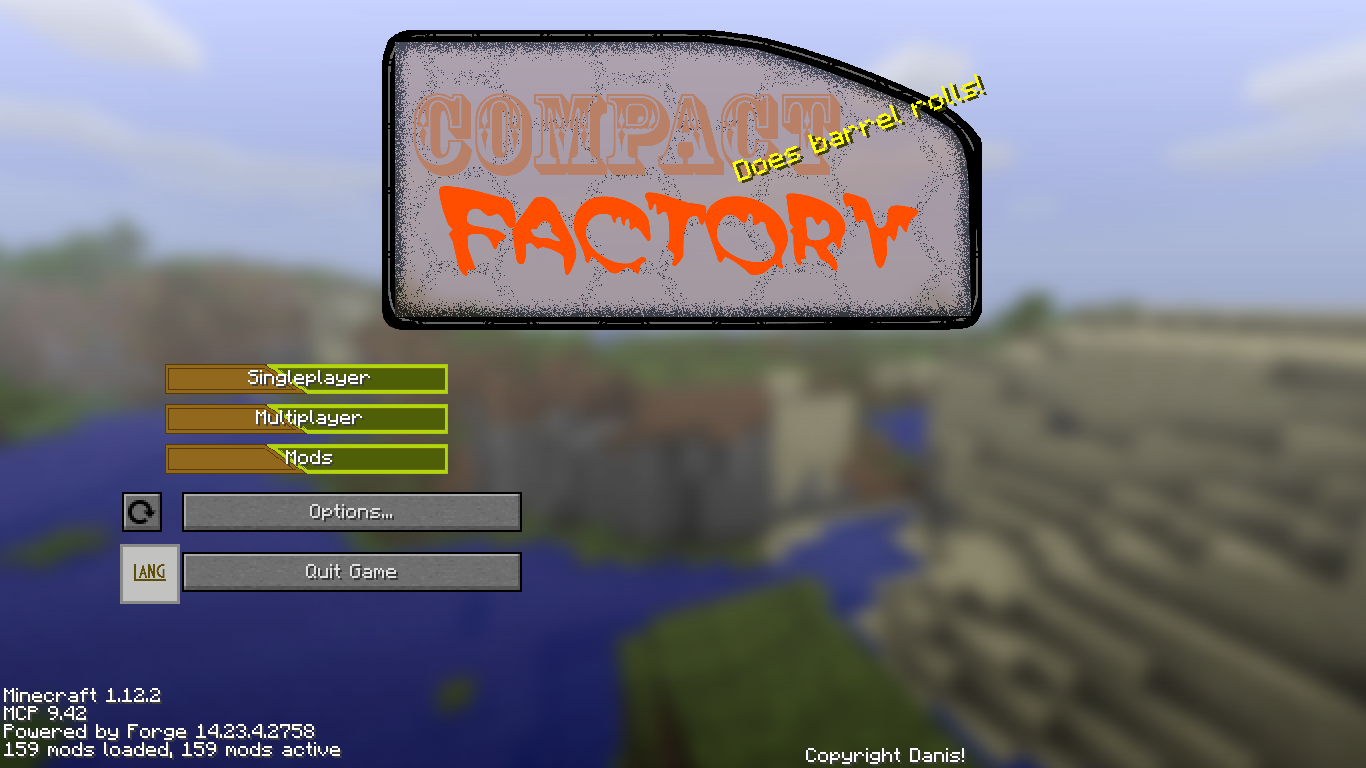 COMPACT
Does barrel rolls!
FACTORY
Singleplayer
Multiplayer
Mods
Options...
LANG
Quit Game
Minecraft 1.12.2
MCP 9.42
Powered by Forge 14.23.4.2758
159 mods loaded, 159 mods active
Copyright Danis!